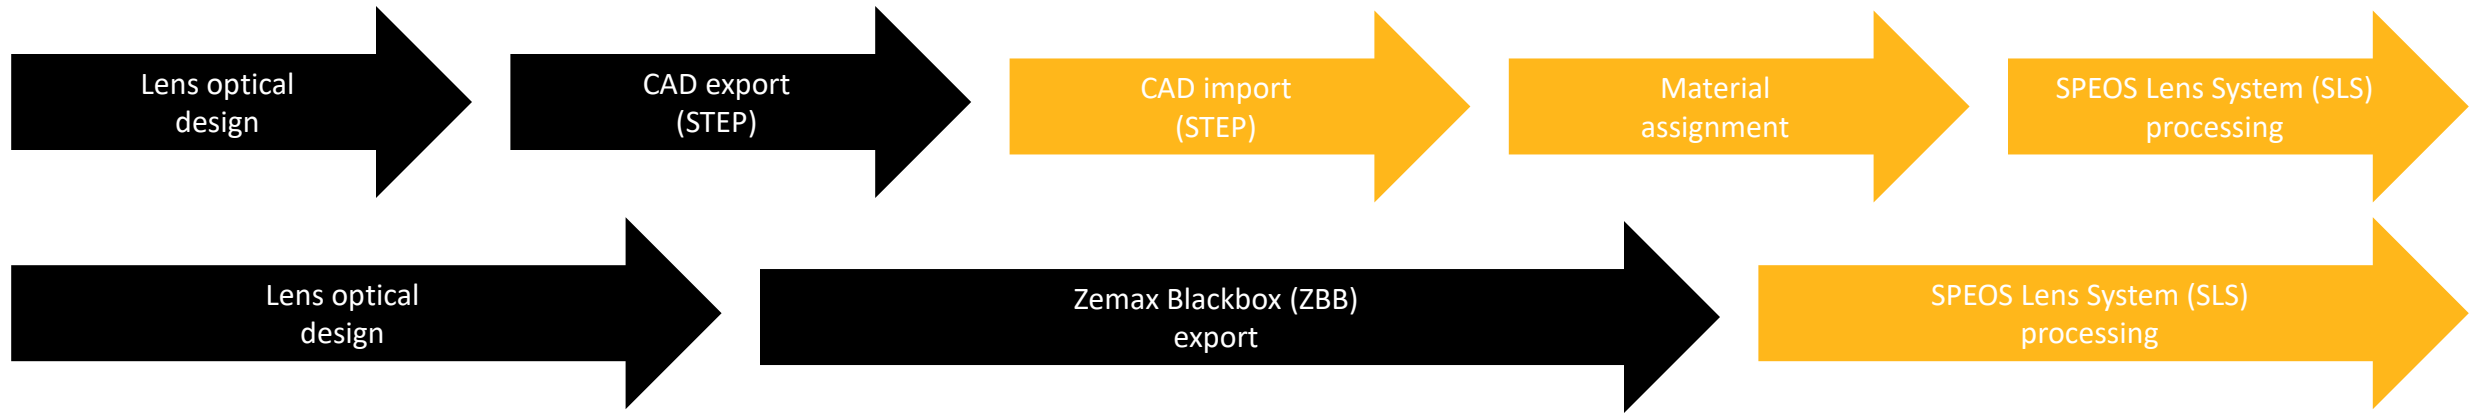 Lens optical
design
CAD export
(STEP)
CAD import
(STEP)
Material
assignment
SPEOS Lens System (SLS)
processing
Lens optical
design
Zemax Blackbox (ZBB)
export
SPEOS Lens System (SLS)
processing